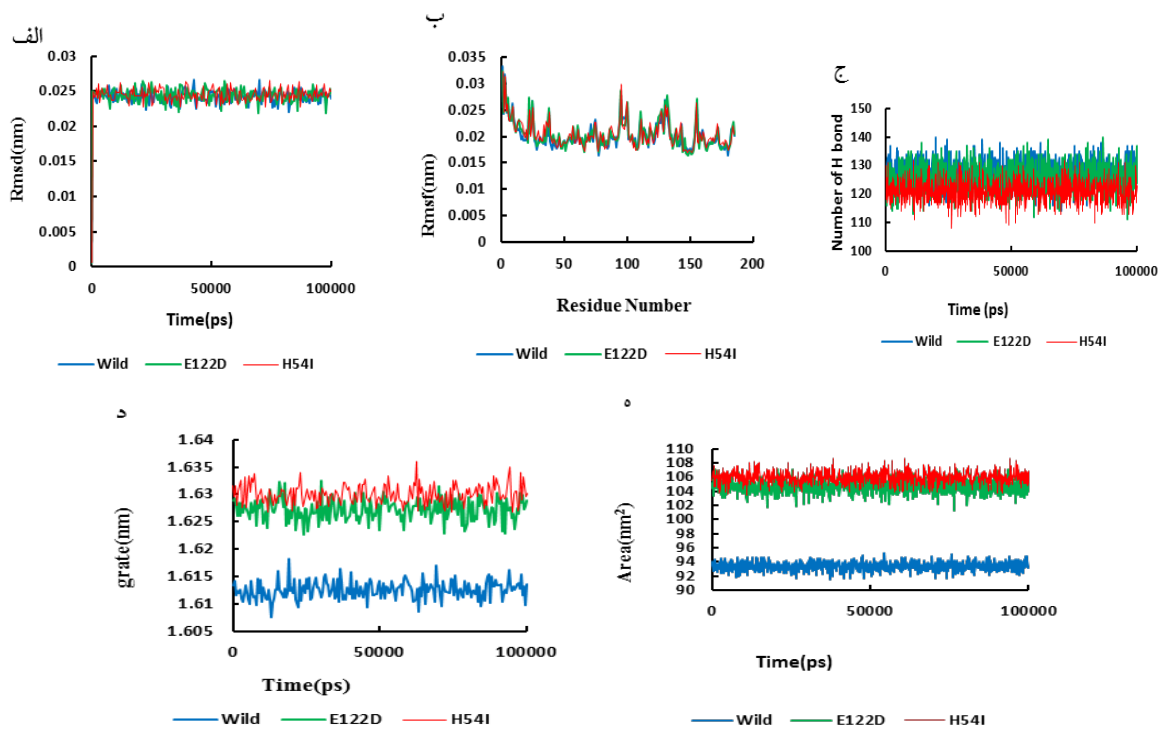 الف
0.03
0.025
0.02
0.015
0.01
0.005
0
Rmsd(nm)
0 50000 100000
Time(ps)
Wild E122D H54I
ب
0.035
0.03
0.025
0.02
0.015
0.01
0.005
0
Rmsf(nm)
0 50 100 150 200
Residue Number
Wild E122D H54I
ج
150
140
130
120
110
100
Number of H bond
0 50000 100000
Time (ps)
Wild E122D H54I
د
1.64
1.635
1.63
1.625
1.62
1.615
1.61
1.605
grate(nm)
0 50000 100000
Time(ps)
Wild E122D H54I
ه
110
108
106
104
102
100
98
96
94
92
90
Area(nm²)
0 50000 100000
Time(ps)
Wild E122D H54I